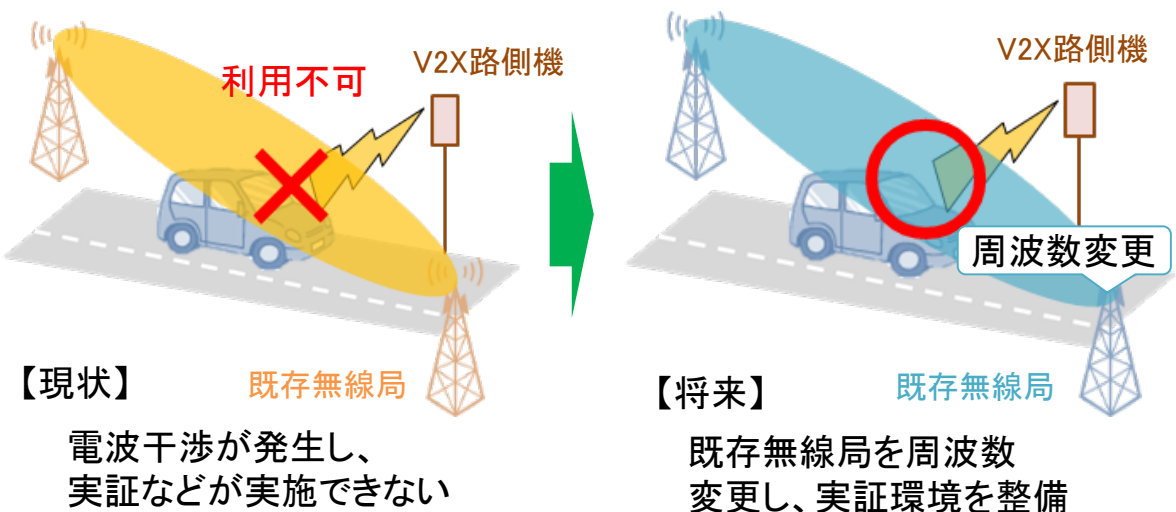 利用不可
V2X路側機
【現状】
既存無線局
電波干渉が発生し、
実証などが実施できない
V2X路側機
周波数変更
【将来】
既存無線局
既存無線局を周波数
変更し、実証環境を整備